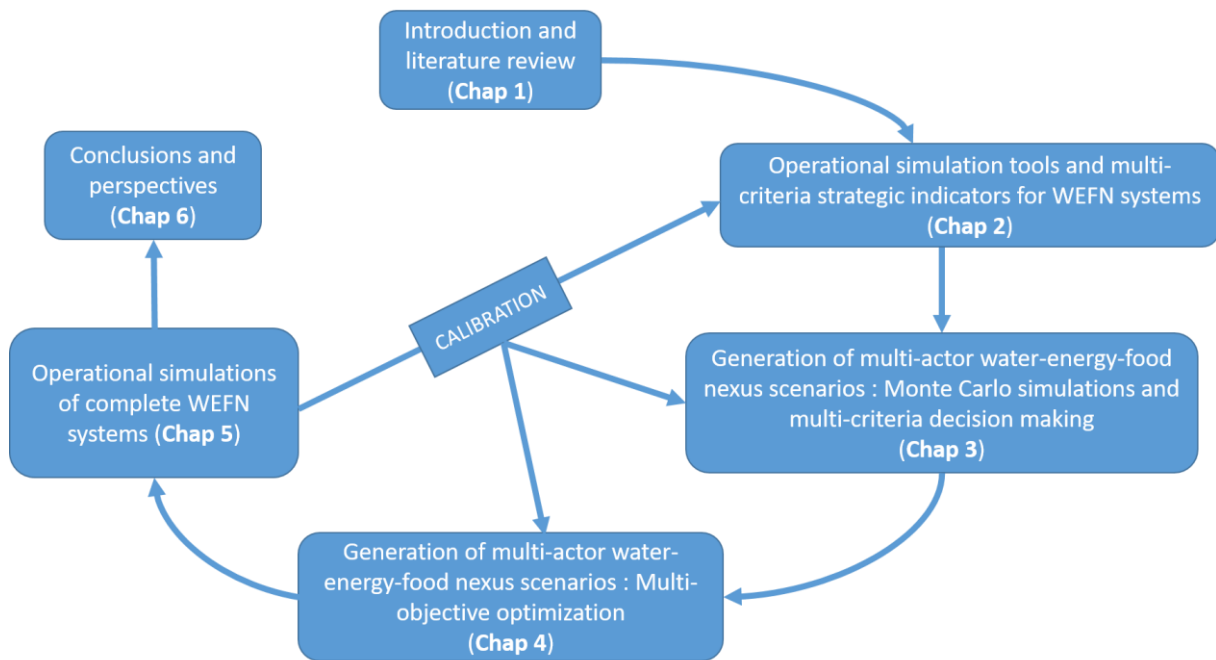 Introduction and
literature review
(Chap 1)
Operational simulation tools and multi-
criteria strategic indicators for WEFN systems
(Chap 2)
Generation of multi-actor water-energy-food
nexus scenarios : Monte Carlo simulations and
multi-criteria decision making
(Chap 3)
Generation of multi-actor water-
energy-food nexus scenarios : Multi-
objective optimization
(Chap 4)
Operational simulations
of complete WEFN
systems (Chap 5)
Conclusions and
perspectives
(Chap 6)
CALIBRATION